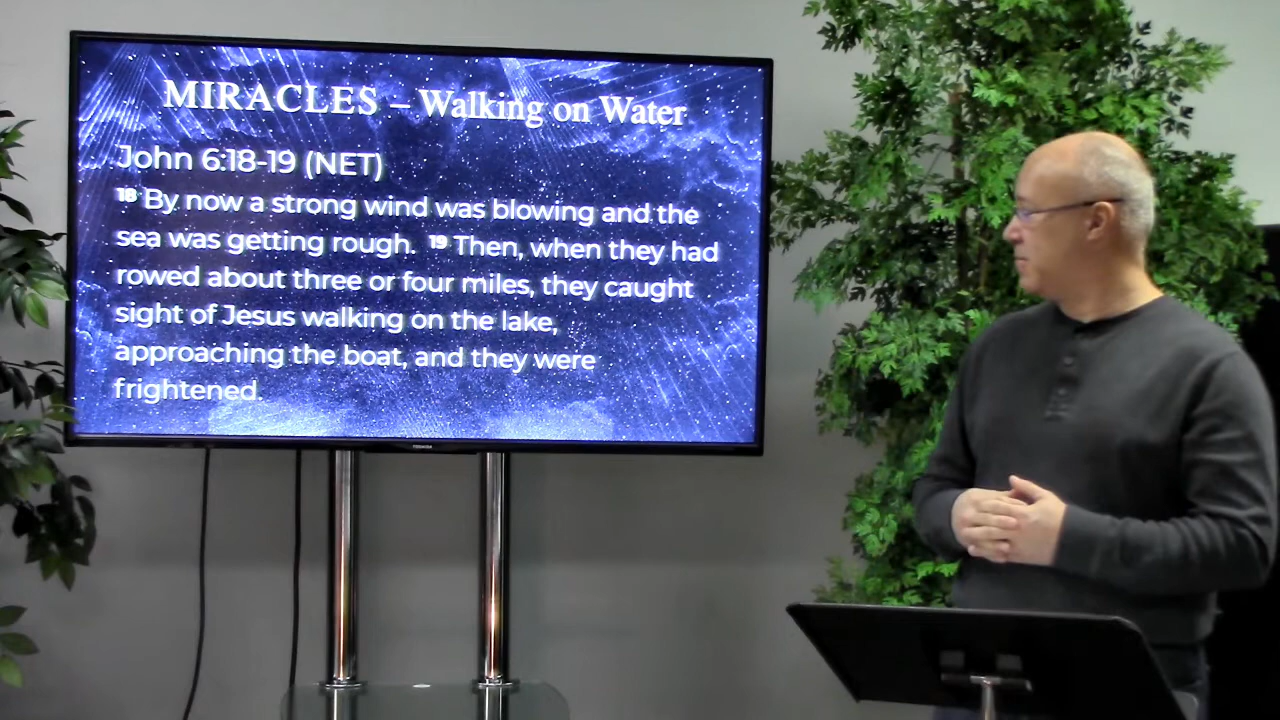 MIRACLES – Walking on Water
John 6:18-19 (NET)
18 By now a strong wind was blowing and the
sea was getting rough. 19 Then, when they had
rowed about three or four miles, they caught
sight of Jesus walking on the lake,
approaching the boat, and they were
frightened.
TOSHIBA